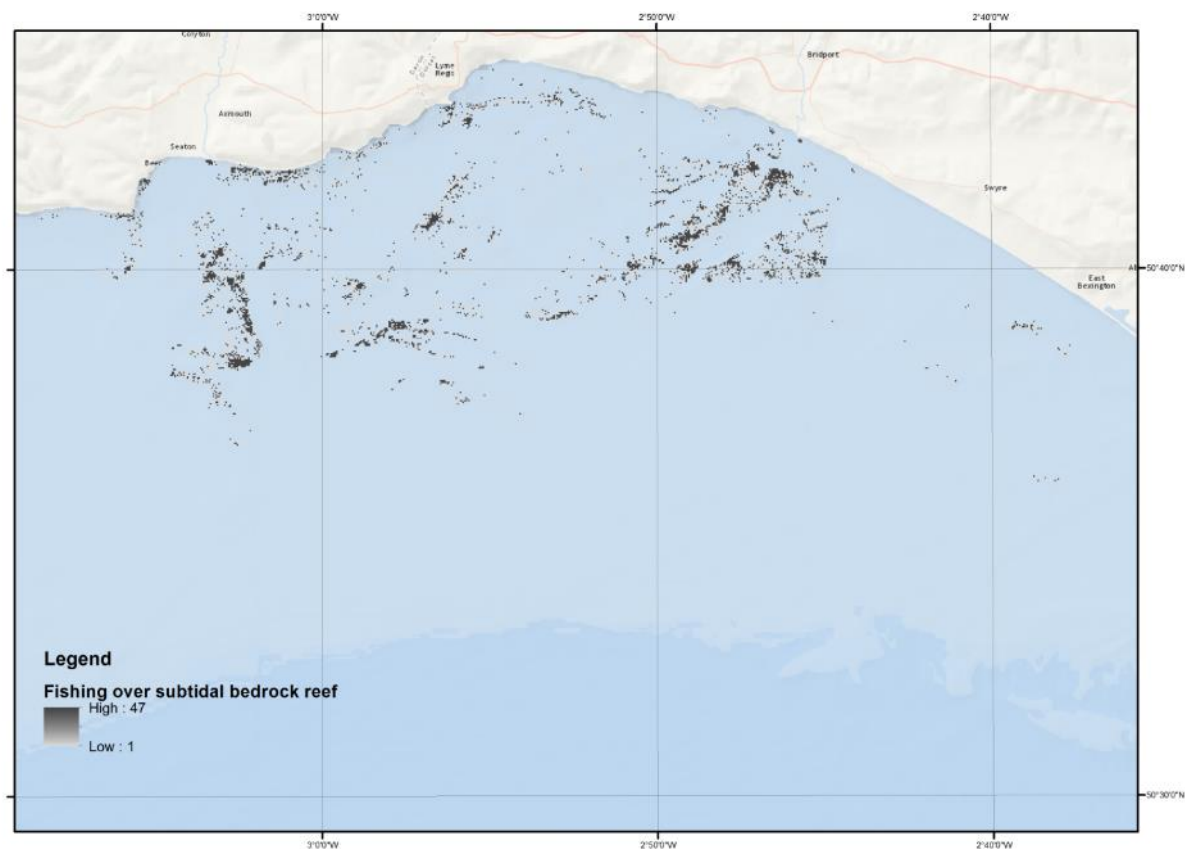 3°0'0"W
2°50'0"W
2°40'0"W
Colyton
Devon
Dorset
Lyme
Regis
Bridport
Axmouth
Seaton
Beer
Swyre
50°40'0"N
East
Bexington
Legend
Fishing over subtidal bedrock reef
High : 47
Low : 1
50°30'0"N
3°0'0"W
2°50'0"W
2°40'0"W